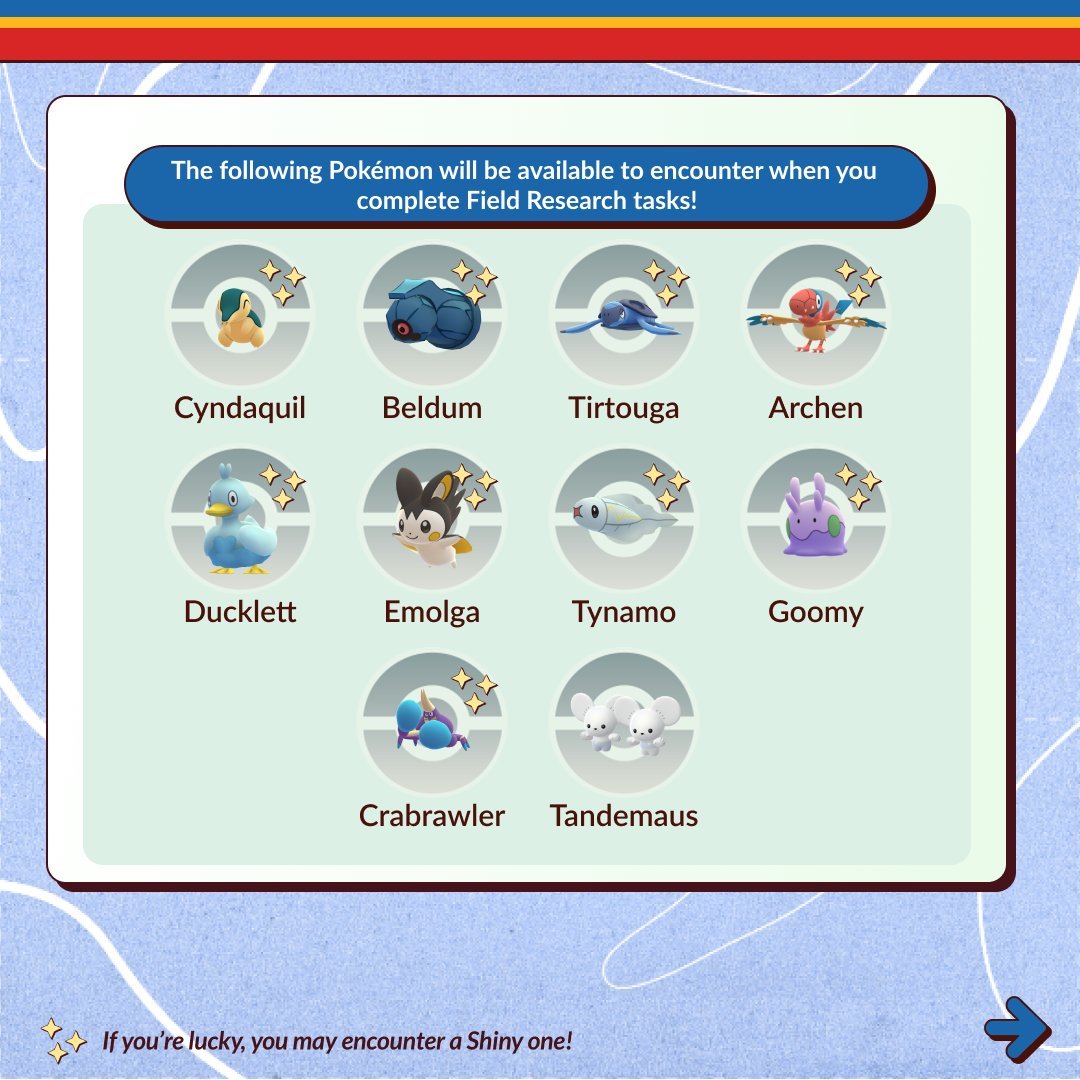 The following Pokémon will be available to encounter when you
complete Field Research tasks!
Cyndaquil Beldum Tirtouga Archen
Ducklett Emolga Tynamo Goomy
Crabrawler Tandemaus
If you're lucky, you may encounter a Shiny one!